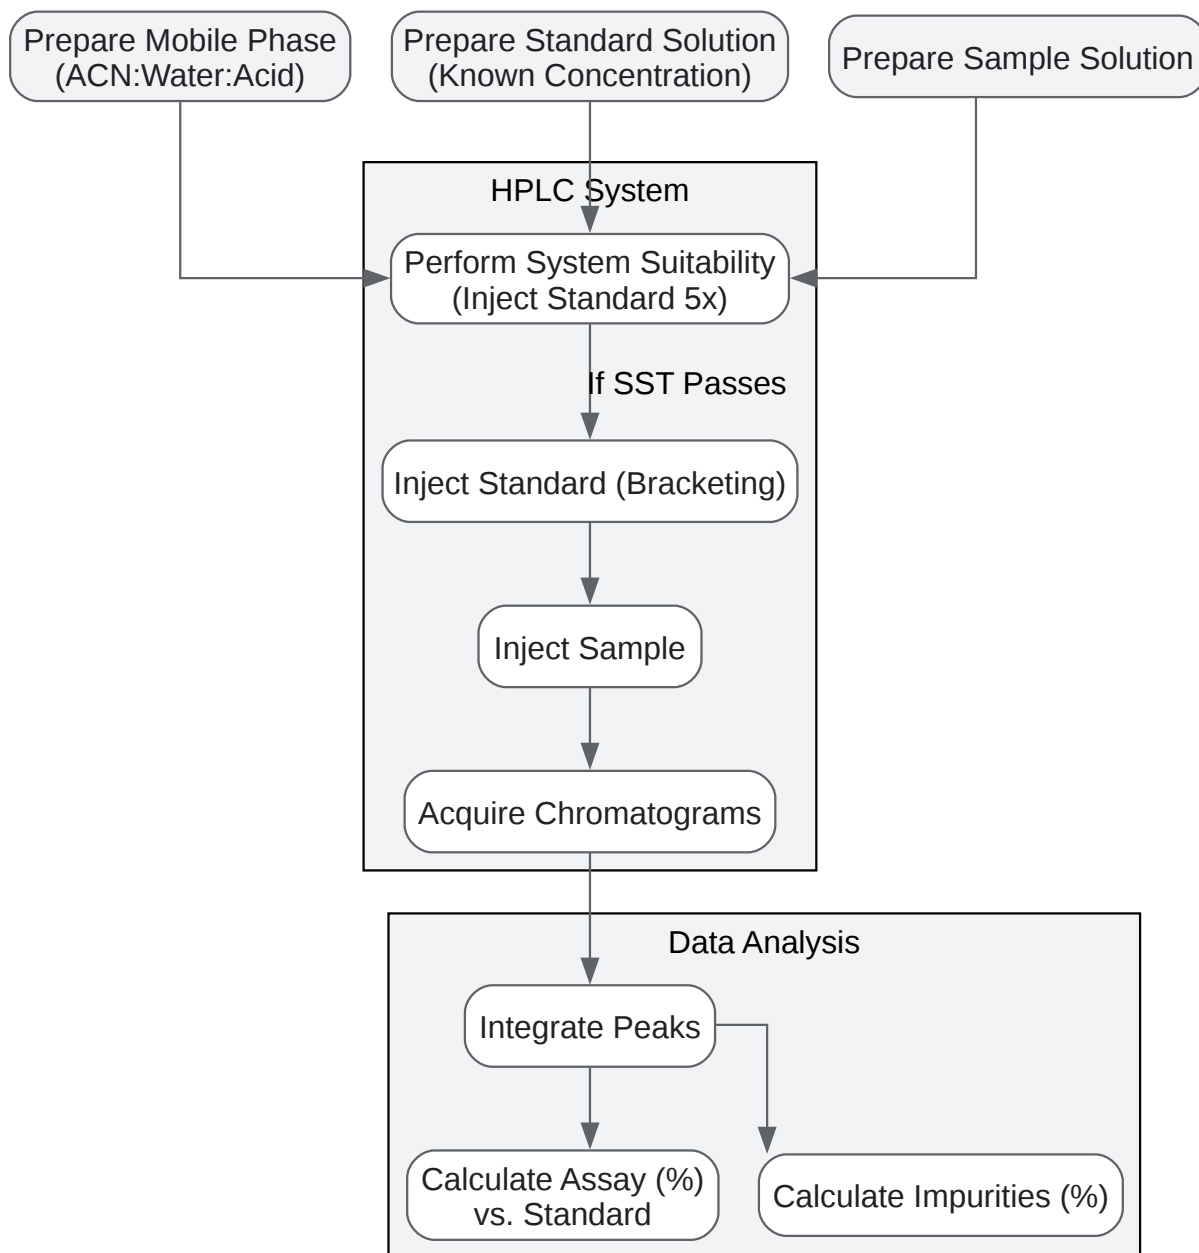 Prepare Mobile Phase
(ACN:Water:Acid)
Prepare Standard Solution
(Known Concentration)
Prepare Sample Solution
HPLC System
Perform System Suitability
(Inject Standard 5x)
If SST Passes
Inject Standard (Bracketing)
Inject Sample
Acquire Chromatograms
Data Analysis
Integrate Peaks
Calculate Assay (%)
vs. Standard
Calculate Impurities (%)